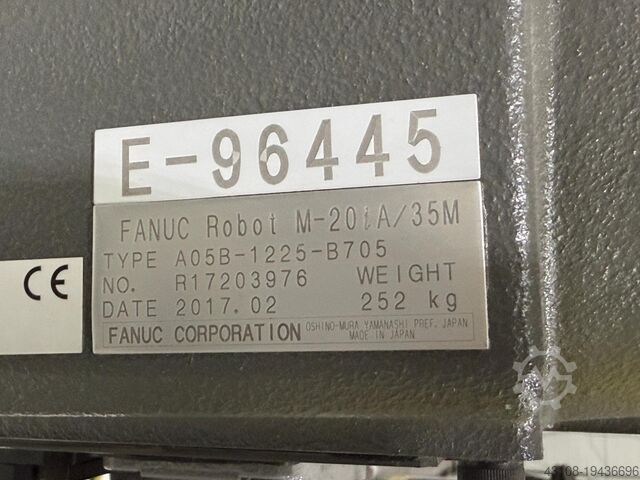 E-96445
FANUC Robot M-20iA/35M
TYPE A05B-1225-B705
NO. R17203976 WEIGHT
DATE 2017.02 252 kg
FANUC CORPORATION OSHINO-MURA YAMANASHI PREF. JAPAN
MADE IN JAPAN
CE
43108-19436696